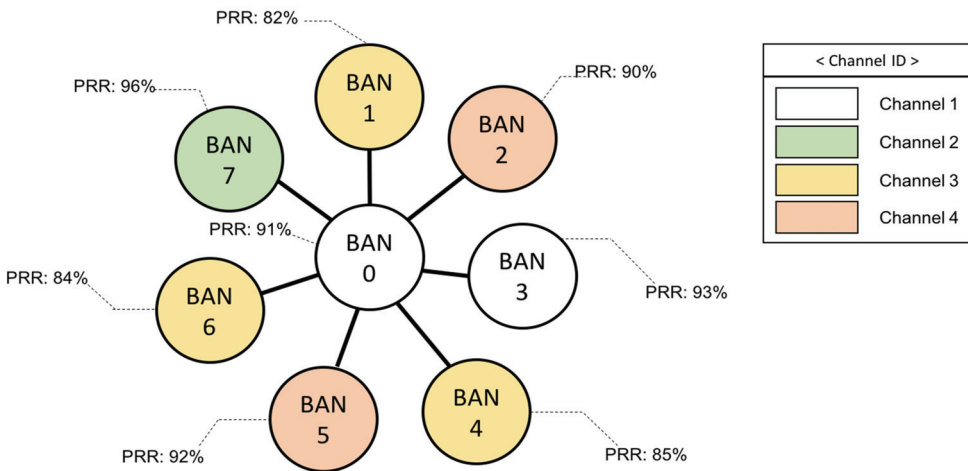 PRR: 82%
PRR: 90%
PRR: 96%
BAN
1
BAN
2
BAN
7
PRR: 91%
BAN
0
BAN
3
PRR: 84%
PRR: 93%
BAN
6
BAN
5
BAN
4
PRR: 92%
PRR: 85%
< Channel ID >
Channel 1
Channel 2
Channel 3
Channel 4